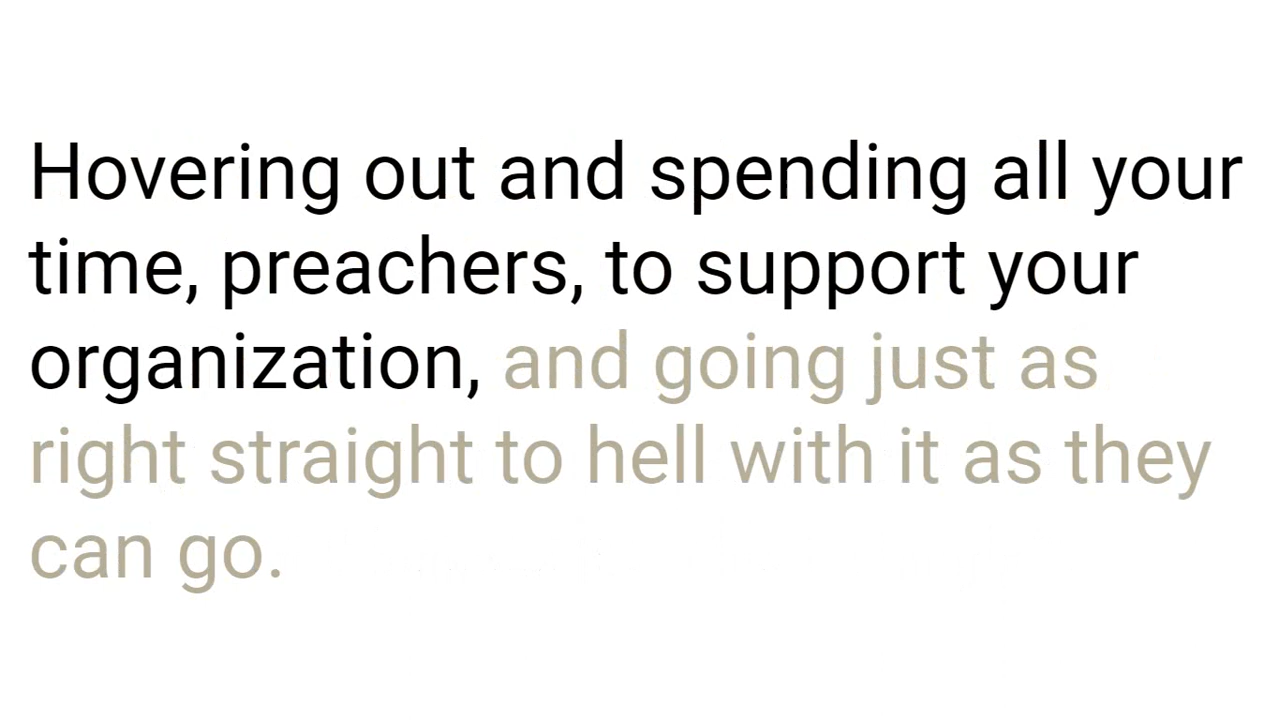 Hovering out and spending all your
time, preachers, to support your
organization, and going just as
right straight to hell with it as they
can go.